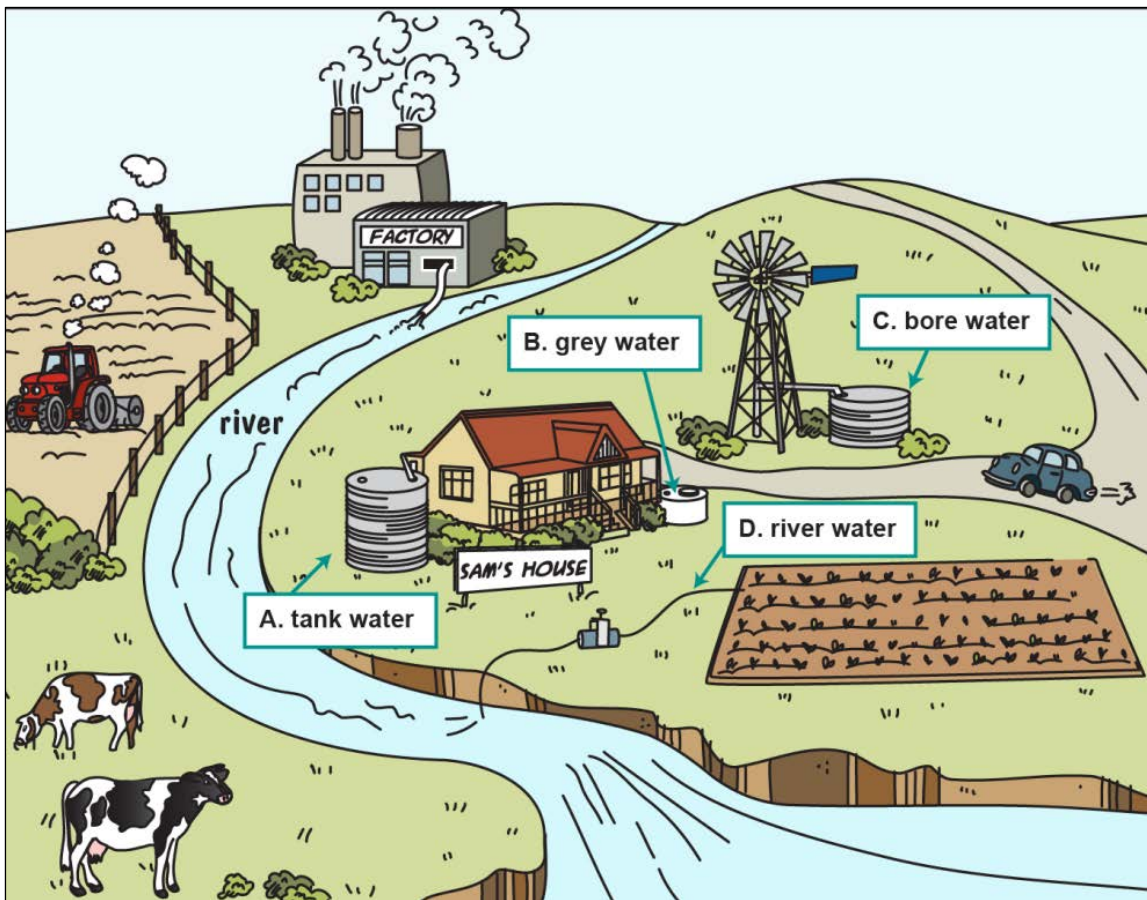 FACTORY
C. bore water
B. grey water
river
D. river water
SAM'S HOUSE
A. tank water